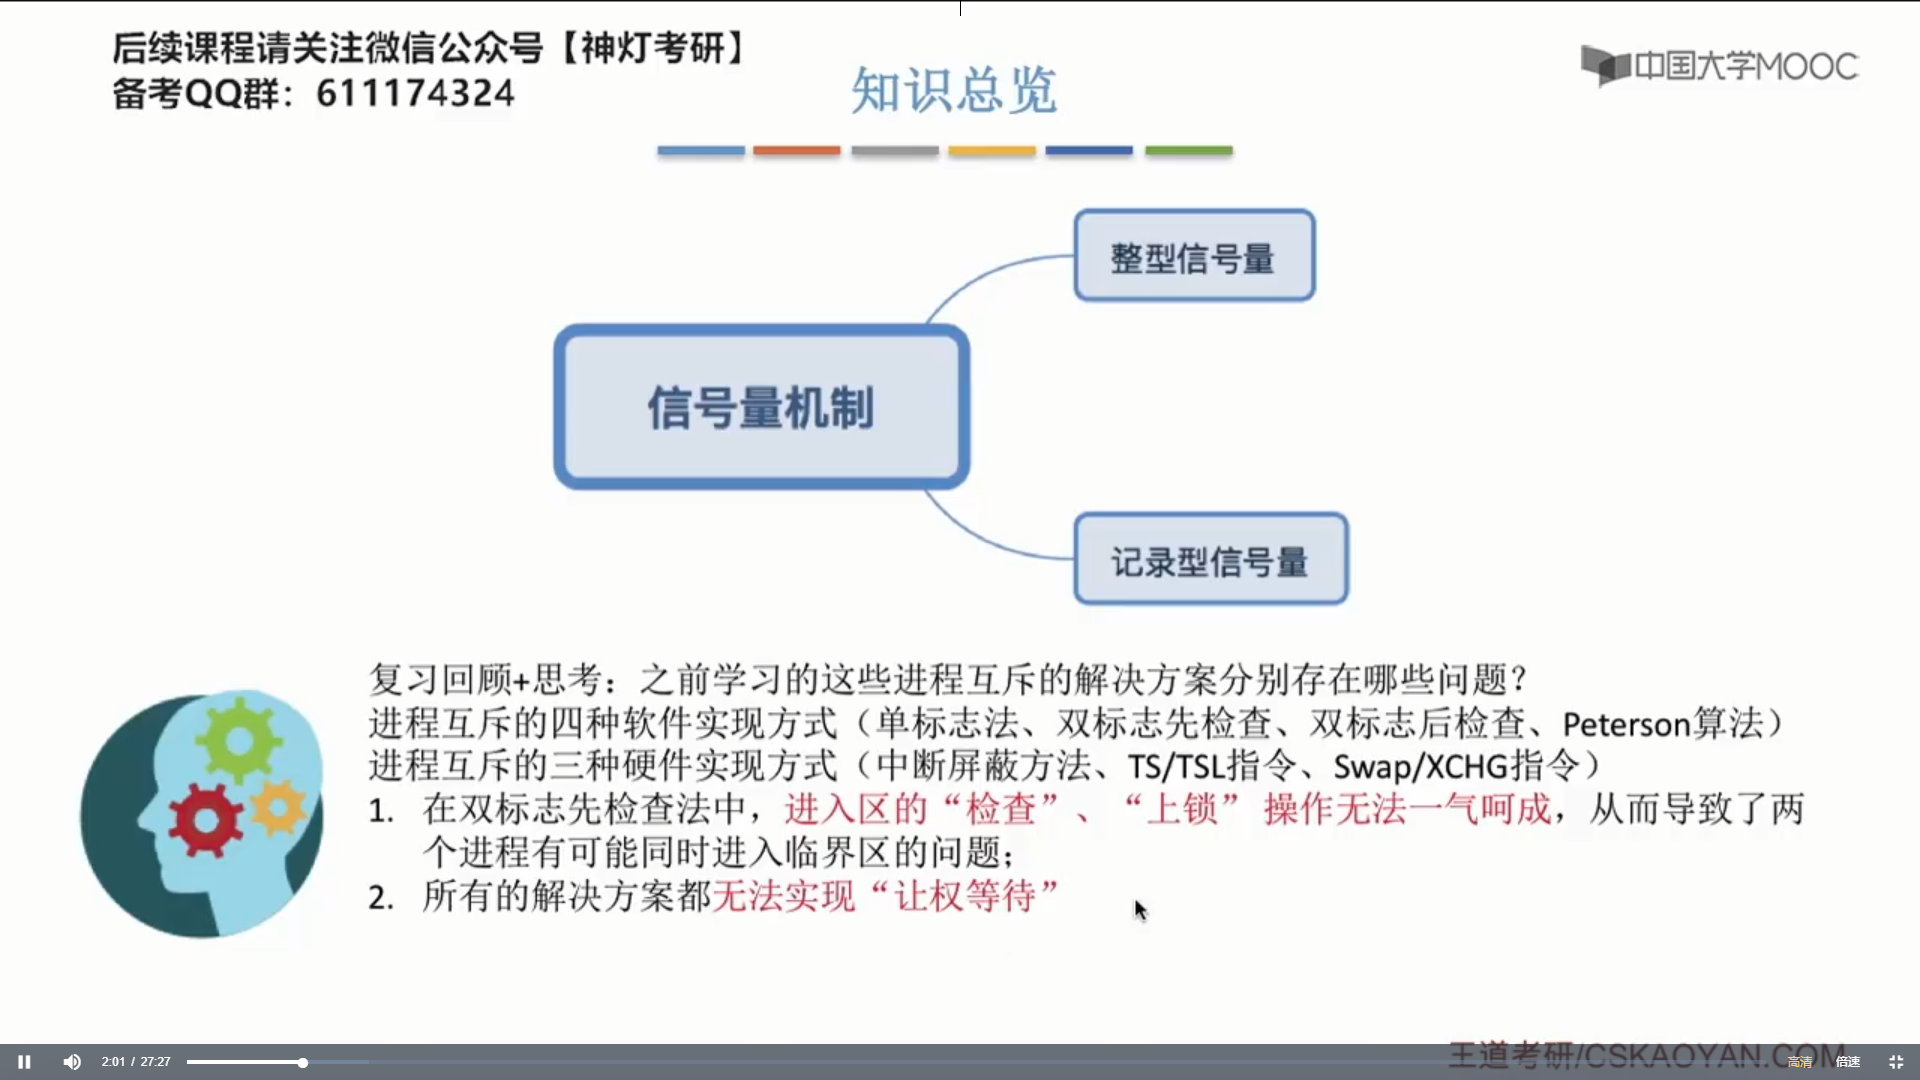 后续课程请关注微信公众号【神灯考研】
备考QQ群：611174324
中国大学MOOC
知识总览
整型信号量
信号量机制
记录型信号量
复习回顾+思考：之前学习的这些进程互斥的解决方案分别存在哪些问题？
进程互斥的四种软件实现方式（单标志法、双标志先检查、双标志后检查、Peterson算法）
进程互斥的三种硬件实现方式（中断屏蔽方法、TS/TSL指令、Swap/XCHG指令）
1. 在双标志先检查法中，进入区的“检查”、“上锁” 操作无法一气呵成，从而导致了两
个进程有可能同时进入临界区的问题；
2. 所有的解决方案都无法实现“让权等待”
王道考研/CSKAOYAN.COM
2:01 / 27:27
高清
倍速